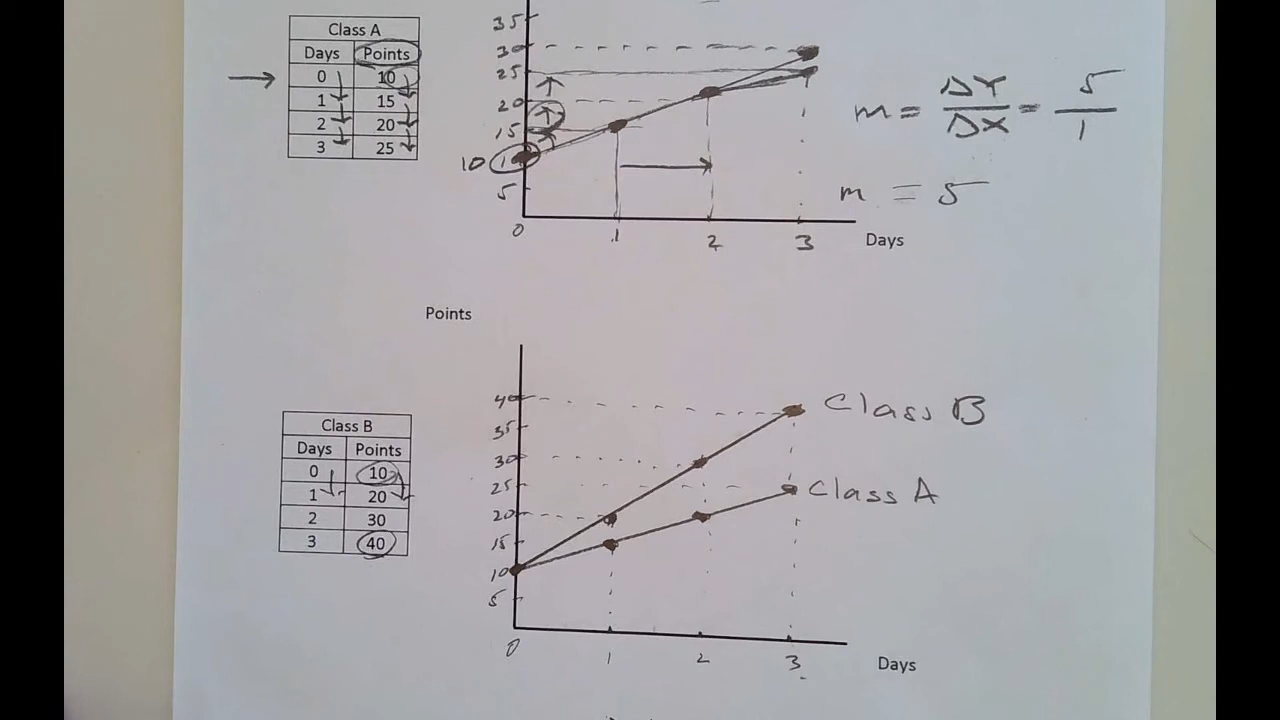 35
Class A
30
Days Points
25
0 10
1 15
20
2 20
15
3 25
10
5
0 1 2 3 Days
m = ΔY/ΔX = 5/1
m = 5
Points
40 Class B
35
Class B
30
Days Points
25 Class A
0 10
1 20
20
2 30
15
3 40
10
5
0 1 2 3 Days